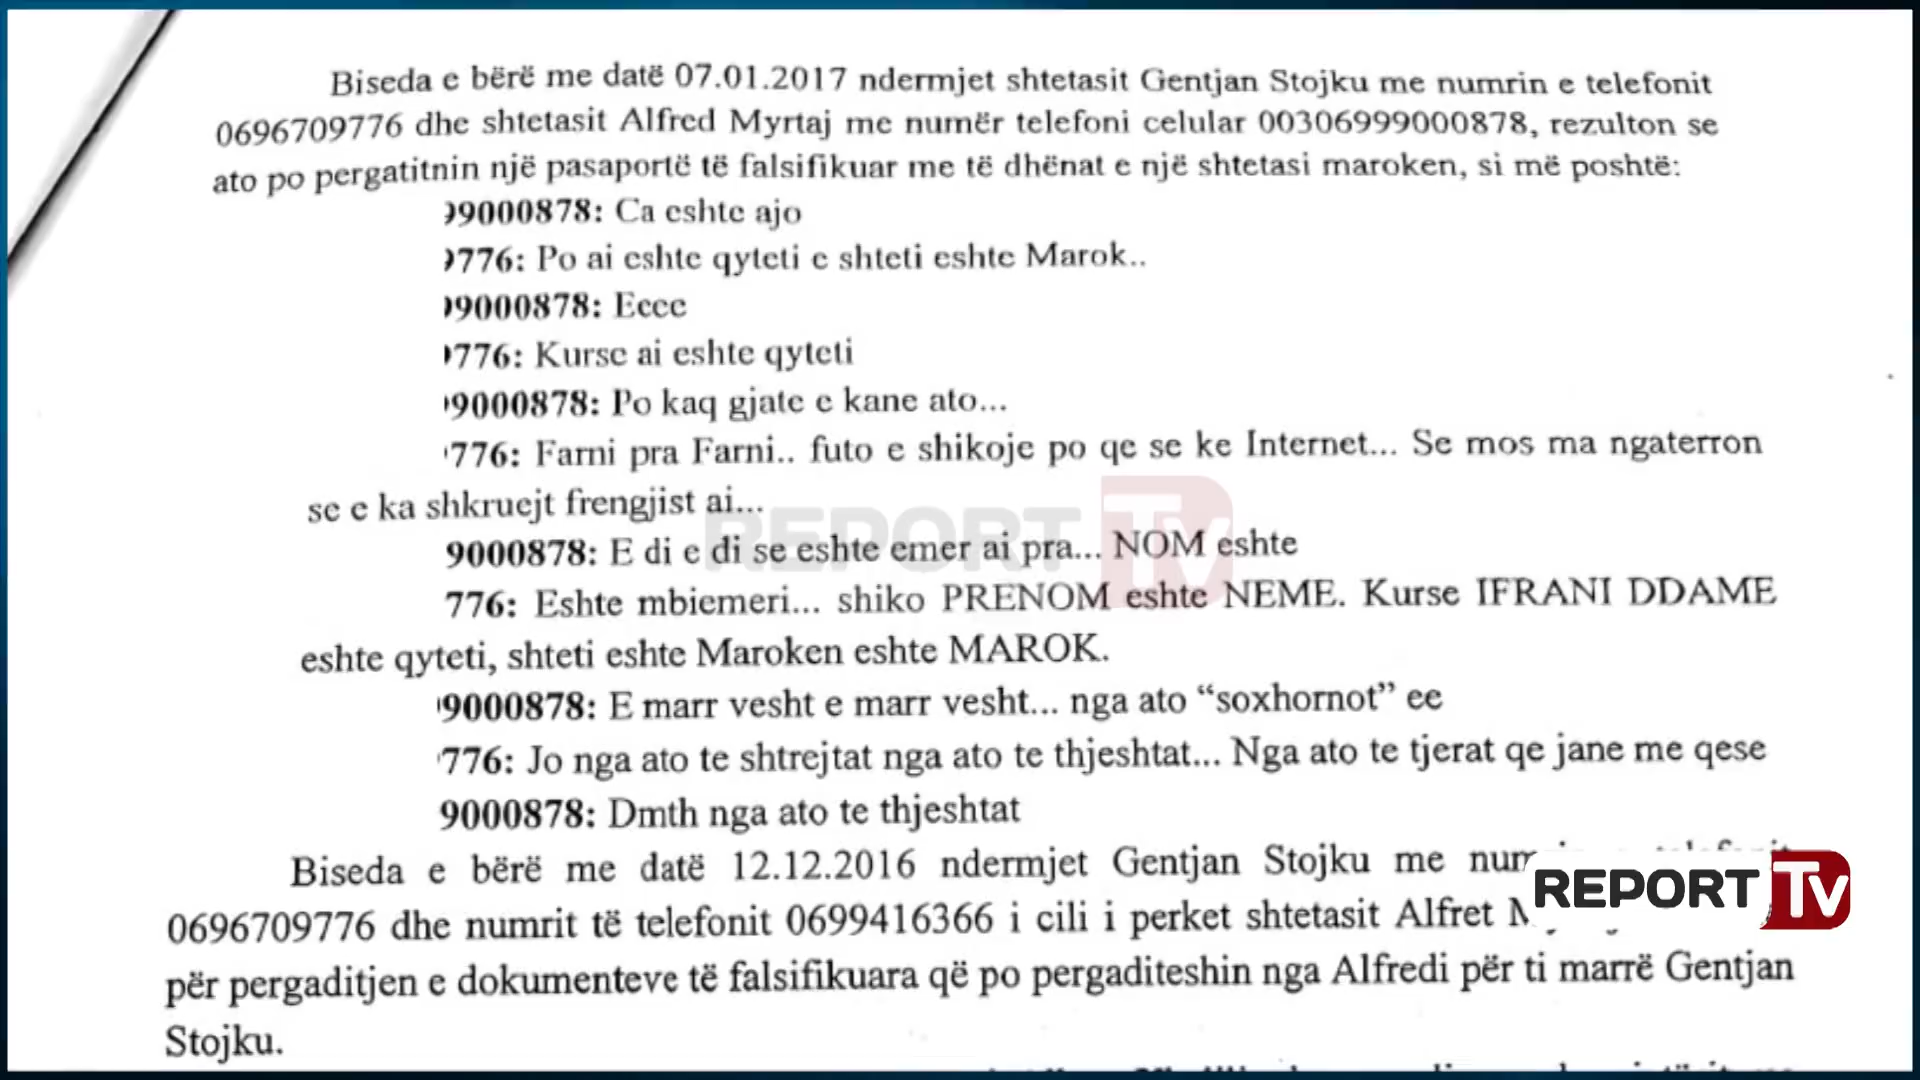 Biseda e bërë me datë 07.01.2017 ndermjet shtetasit Gentjan Stojku me numrin e telefonit
0696709776 dhe shtetasit Alfred Myrtaj me numër telefoni celular 00306999000878, rezulton se
ato po pergatitnin një pasaportë të falsifikuar me të dhënat e një shtetasi maroken, si më poshtë:
99000878: Ca eshte ajo
9776: Po ai eshte qyteti e shteti eshte Marok..
99000878: Eeee
9776: Kurse ai eshte qyteti
9000878: Po kaq gjate e kane ato...
776: Farni pra Farni.. futo e shikoje po qe se ke Internet... Se mos ma ngaterron
se e ka shkruejt frengjist ai...
REPORT Tv
9000878: E di e di se eshte emer ai pra... NOM eshte
776: Eshte mbiemeri... shiko PRENOM eshte NEME. Kurse IFRANI DDAME
eshte qyteti, shteti eshte Maroken eshte MAROK.
9000878: E marr vesht e marr vesht... nga ato “soxhornot” ee
776: Jo nga ato te shtrejtat nga ato te thjeshtat... Nga ato te tjerat qe jane me qese
9000878: Dmth nga ato te thjeshtat
Biseda e bërë me datë 12.12.2016 ndermjet Gentjan Stojku me
REPORT Tv
0696709776 dhe numrit të telefonit 0699416366 i cili i perket shtetasit Alfret
për pergaditjen e dokumenteve të falsifikuara që po pergaditeshin nga Alfredi për ti marrë Gentjan
Stojku.